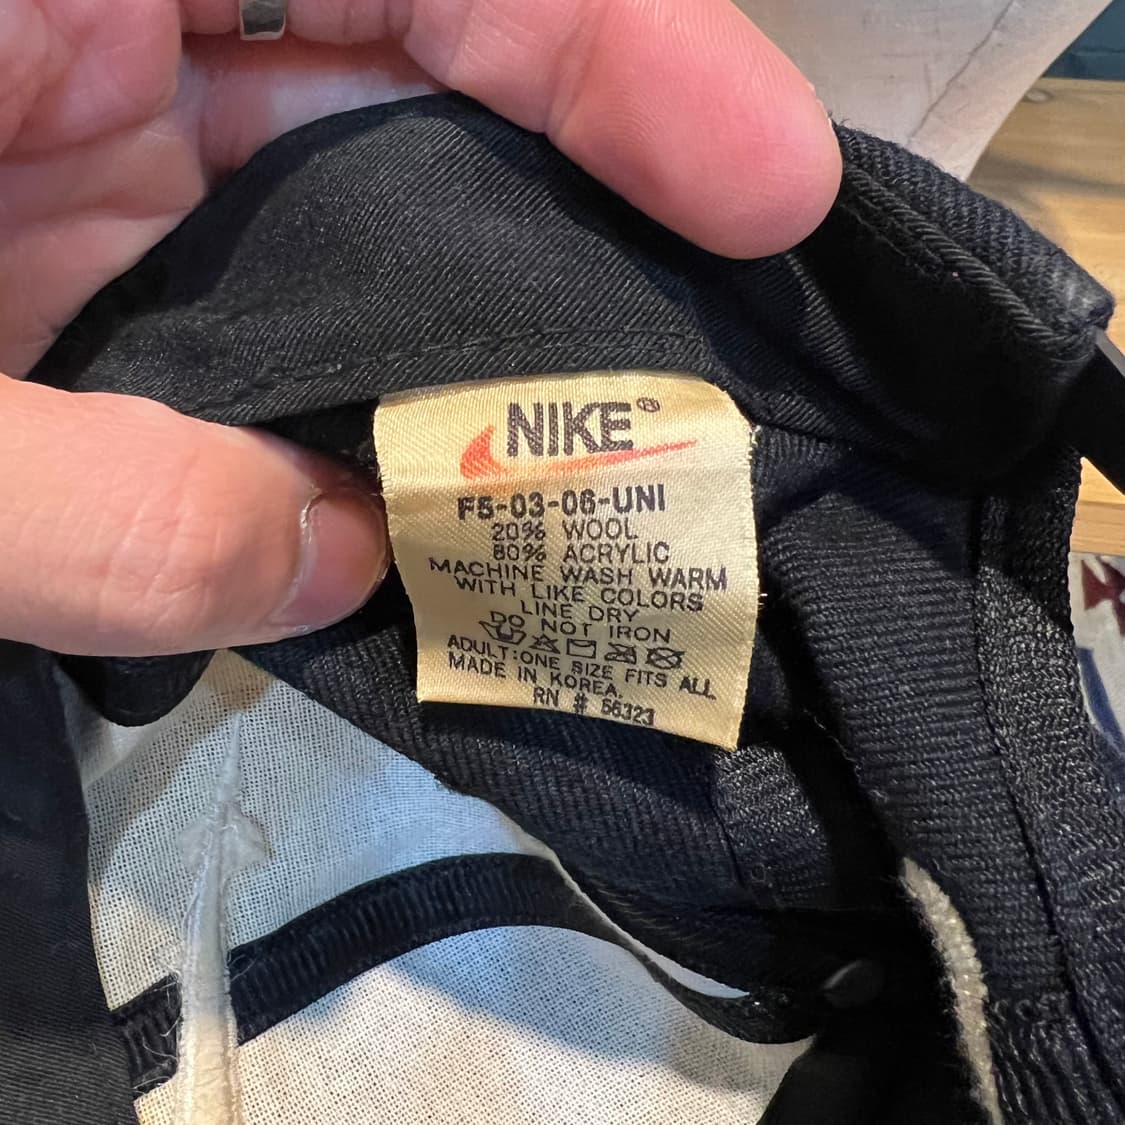 NIKE®
F5-03-06-UNI
20% WOOL
80% ACRYLIC
MACHINE WASH WARM
WITH LIKE COLORS
LINE DRY
DO NOT IRON
ADULT:ONE SIZE FITS ALL
MADE IN KOREA.
RN # 56323